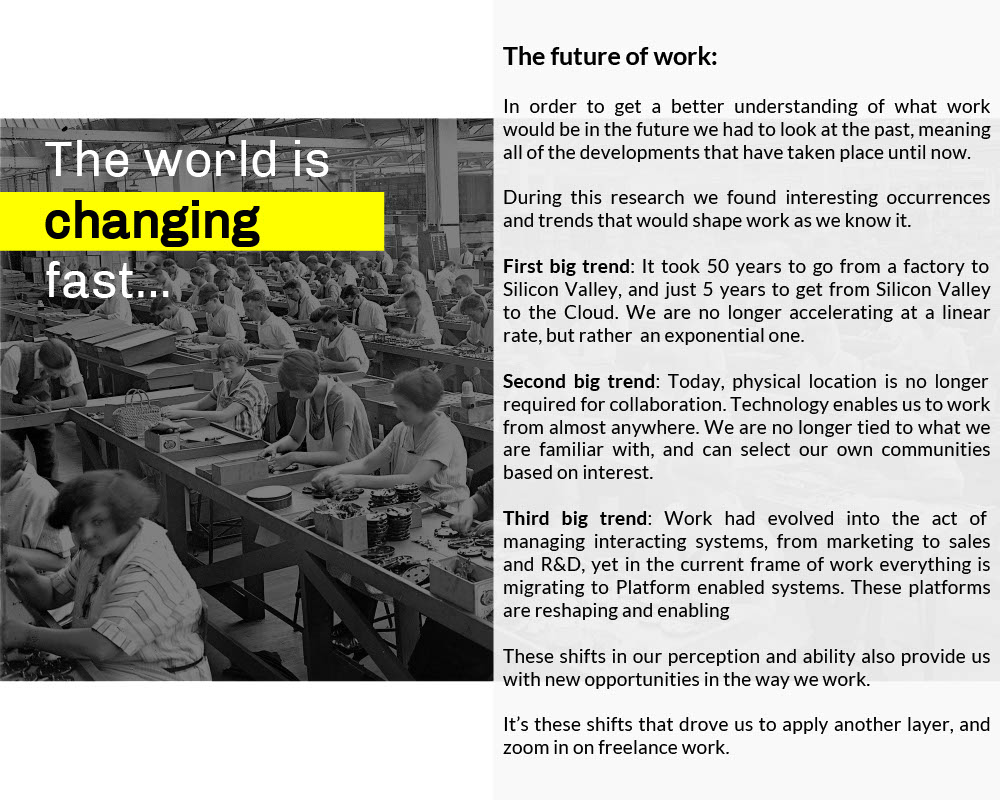 The world is
changing
fast...
The future of work:
In order to get a better understanding of what work
would be in the future we had to look at the past, meaning
all of the developments that have taken place until now.
During this research we found interesting occurrences
and trends that would shape work as we know it.
First big trend: It took 50 years to go from a factory to
Silicon Valley, and just 5 years to get from Silicon Valley
to the Cloud. We are no longer accelerating at a linear
rate, but rather  an exponential one.
Second big trend: Today, physical location is no longer
required for collaboration. Technology enables us to work
from almost anywhere. We are no longer tied to what we
are familiar with, and can select our own communities
based on interest.
Third big trend: Work had evolved into the act of
managing interacting systems, from marketing to sales
and R&D, yet in the current frame of work everything is
migrating to Platform enabled systems. These platforms
are reshaping and enabling
These shifts in our perception and ability also provide us
with new opportunities in the way we work.
It’s these shifts that drove us to apply another layer, and
zoom in on freelance work.